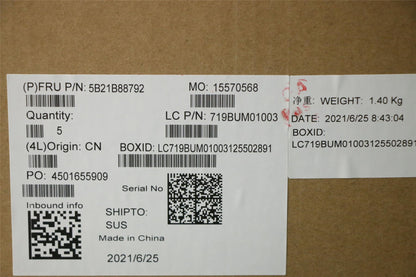 (P)FRU P/N: 5B21B88792
MO: 15570568
Quantity:
5
LC P/N: 719BUM01003
(4L)Origin: CN
BOXID: LC719BUM01003125502891
PO: 4501655909
Serial No
Inbound info
SHIPTO:
SUS
Made in China
2021/6/25
净重: WEIGHT: 1.40 Kg
DATE: 2021/6/25 8:43:04
BOXID:
LC719BUM01003125502891